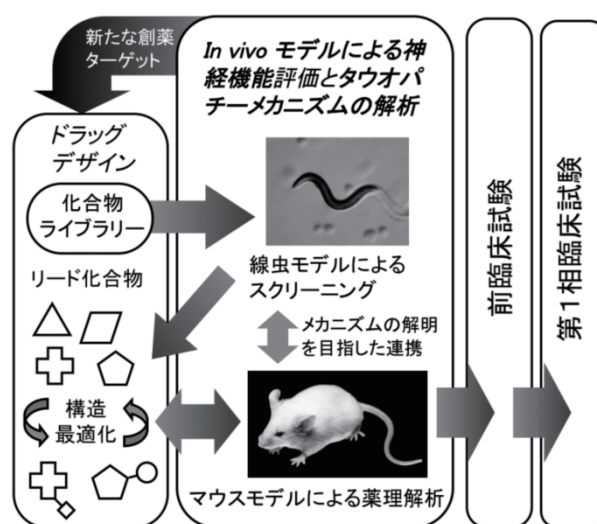 新たな創薬
ターゲット
In vivo モデルによる神
経機能評価とタウオパ
チーメカニズムの解析
ドラッグ
デザイン
化合物
ライブラリー
リード化合物
構造
最適化
線虫モデルによる
スクリーニング
メカニズムの解明
を目指した連携
マウスモデルによる薬理解析
前臨床試験
第1相臨床試験